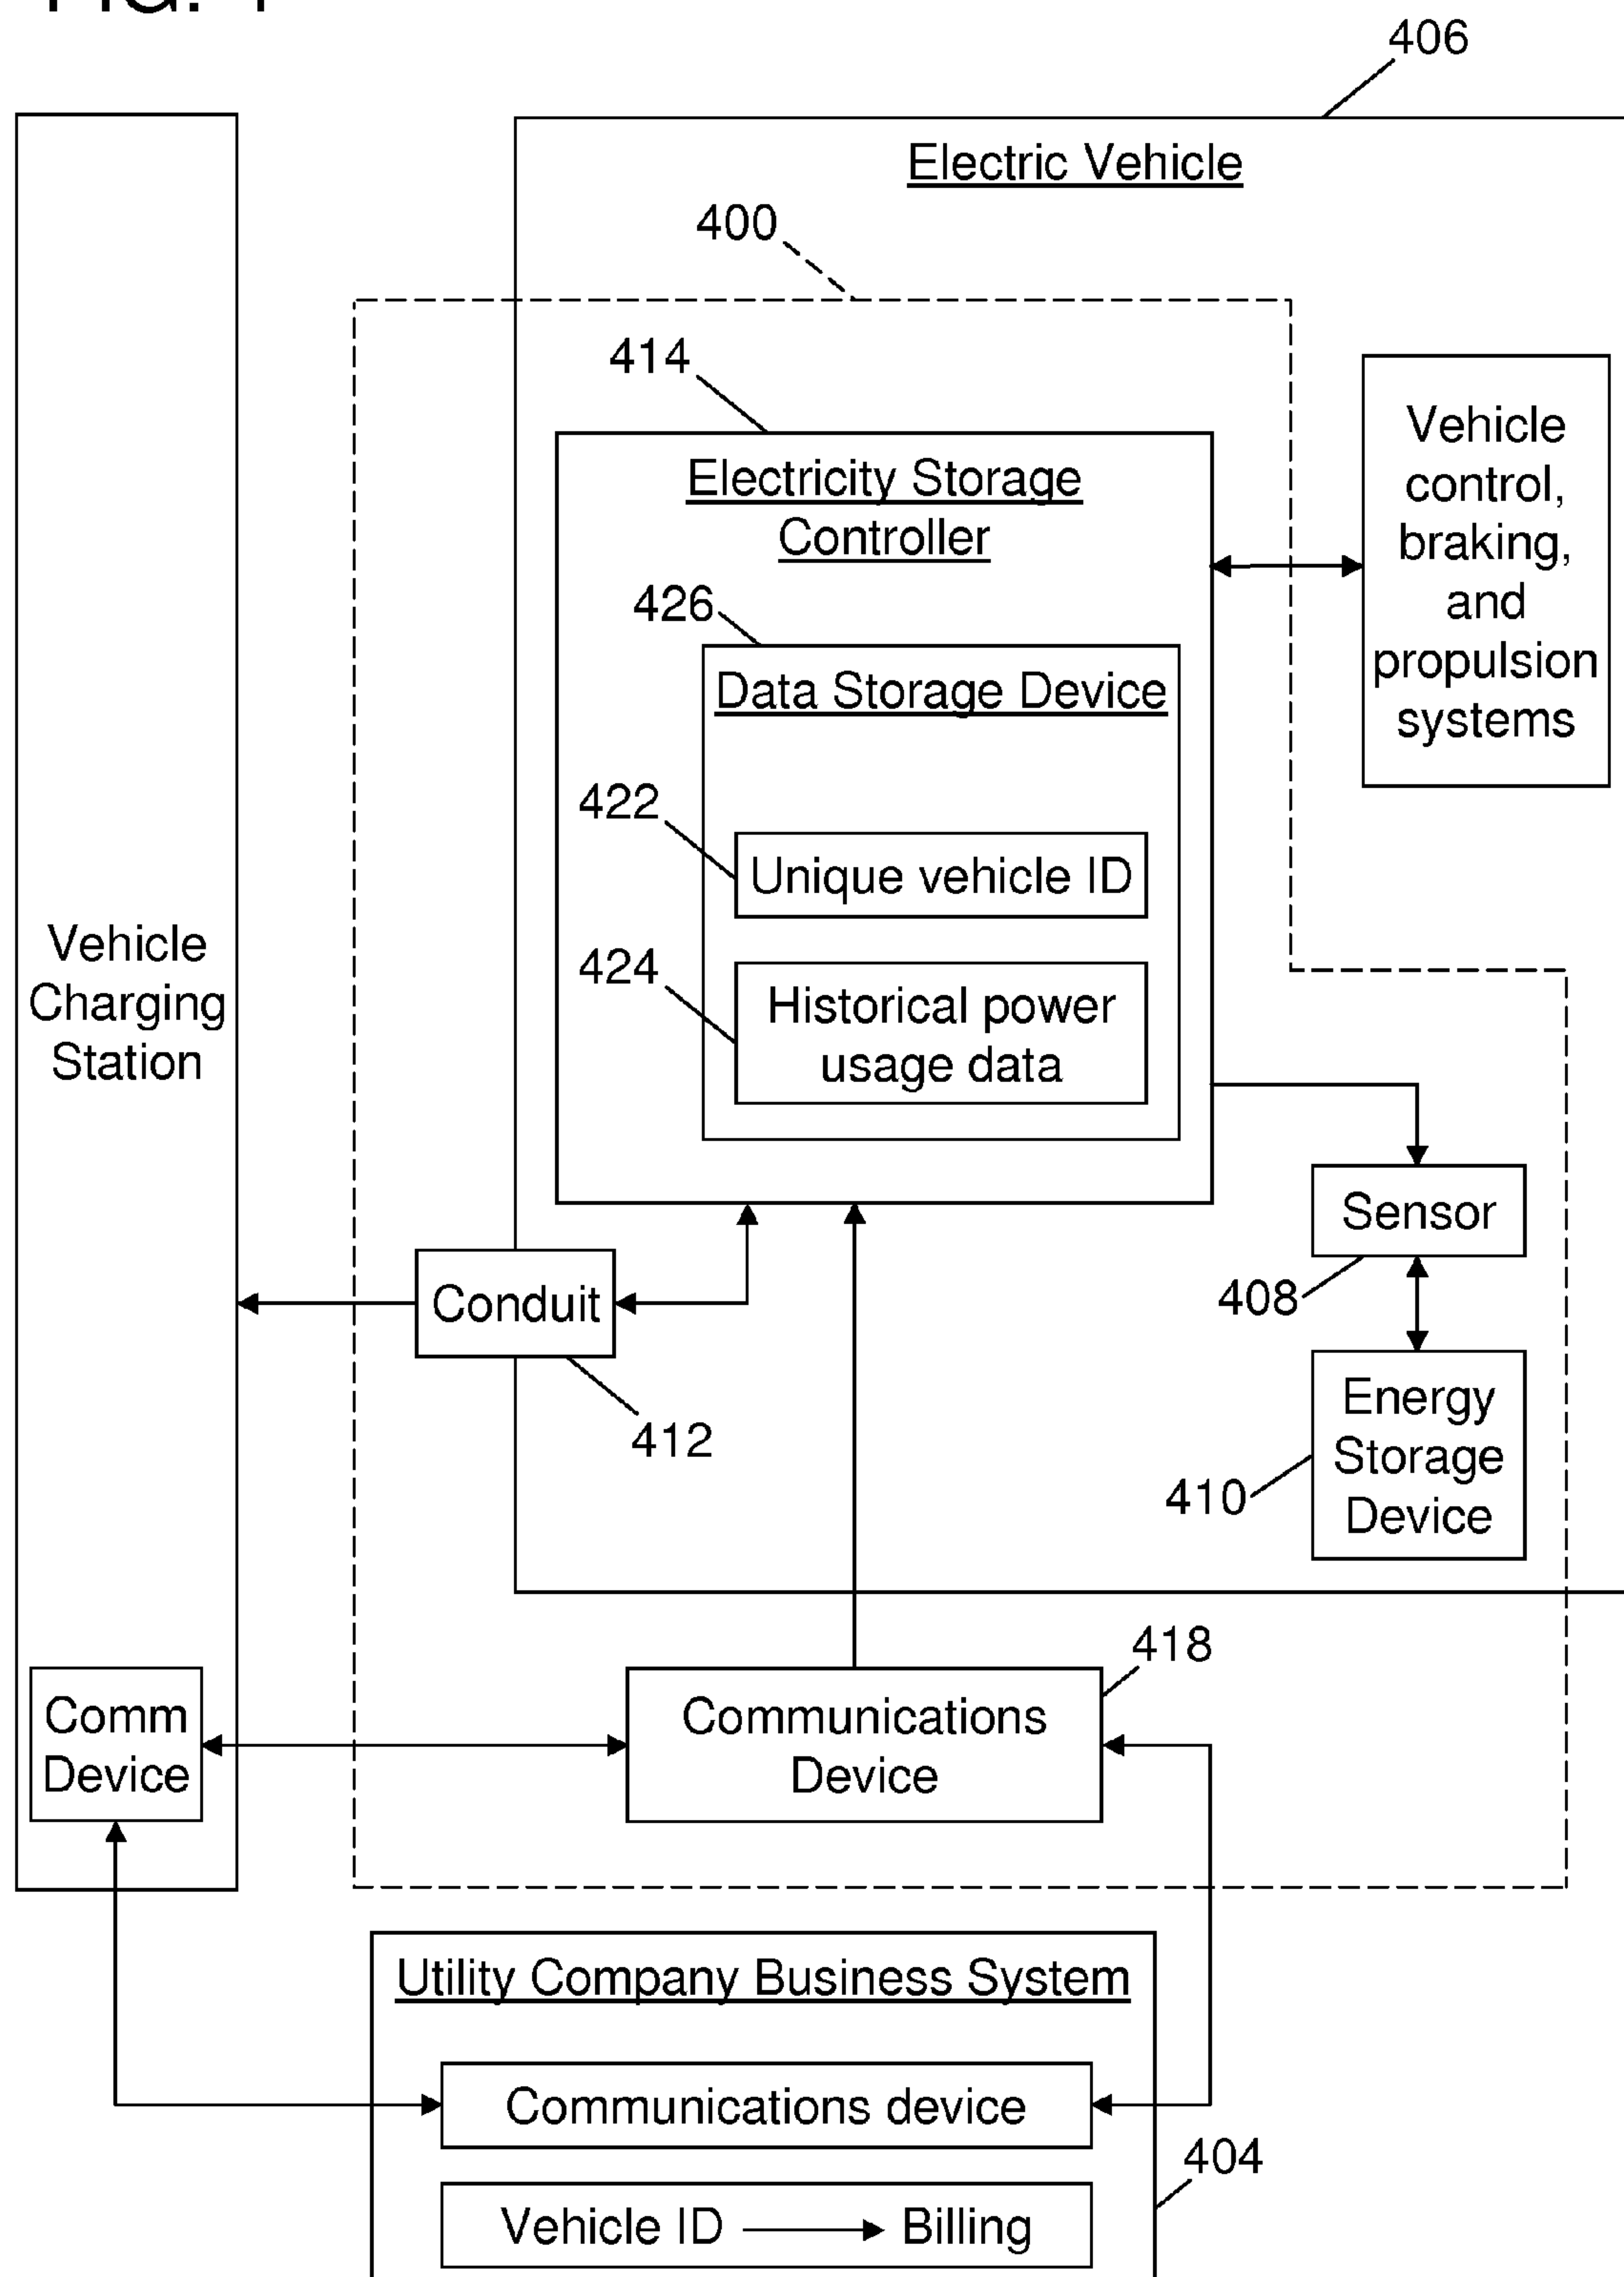 406
Electric Vehicle
400
414
Electricity Storage
Controller
Vehicle
control,
braking,
and
propulsion
systems
426
Data Storage Device
422
Unique vehicle ID
424
Historical power
usage data
Vehicle
Charging
Station
Sensor
408
Conduit
412
Energy
Storage
Device
410
418
Communications
Device
Comm
Device
Utility Company Business System
Communications device
404
Vehicle ID
Billing